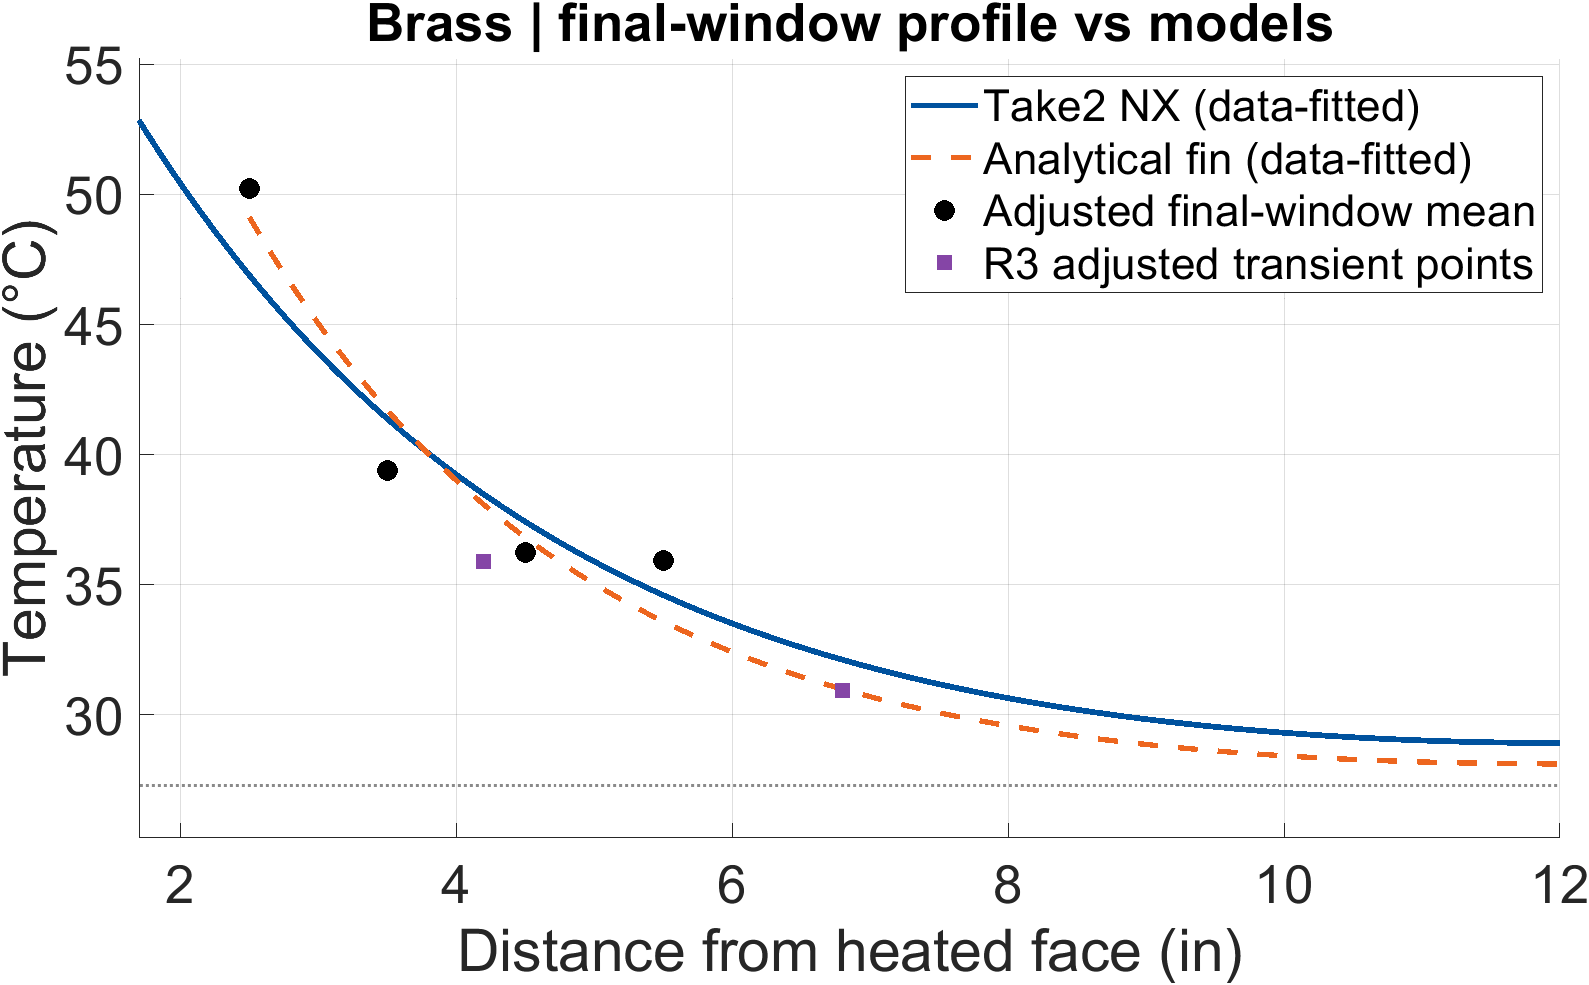 Brass | final-window profile vs models
Take2 NX (data-fitted)
Analytical fin (data-fitted)
Adjusted final-window mean
R3 adjusted transient points
Temperature (°C)
55
50
45
40
35
30
2 4 6 8 10 12
Distance from heated face (in)